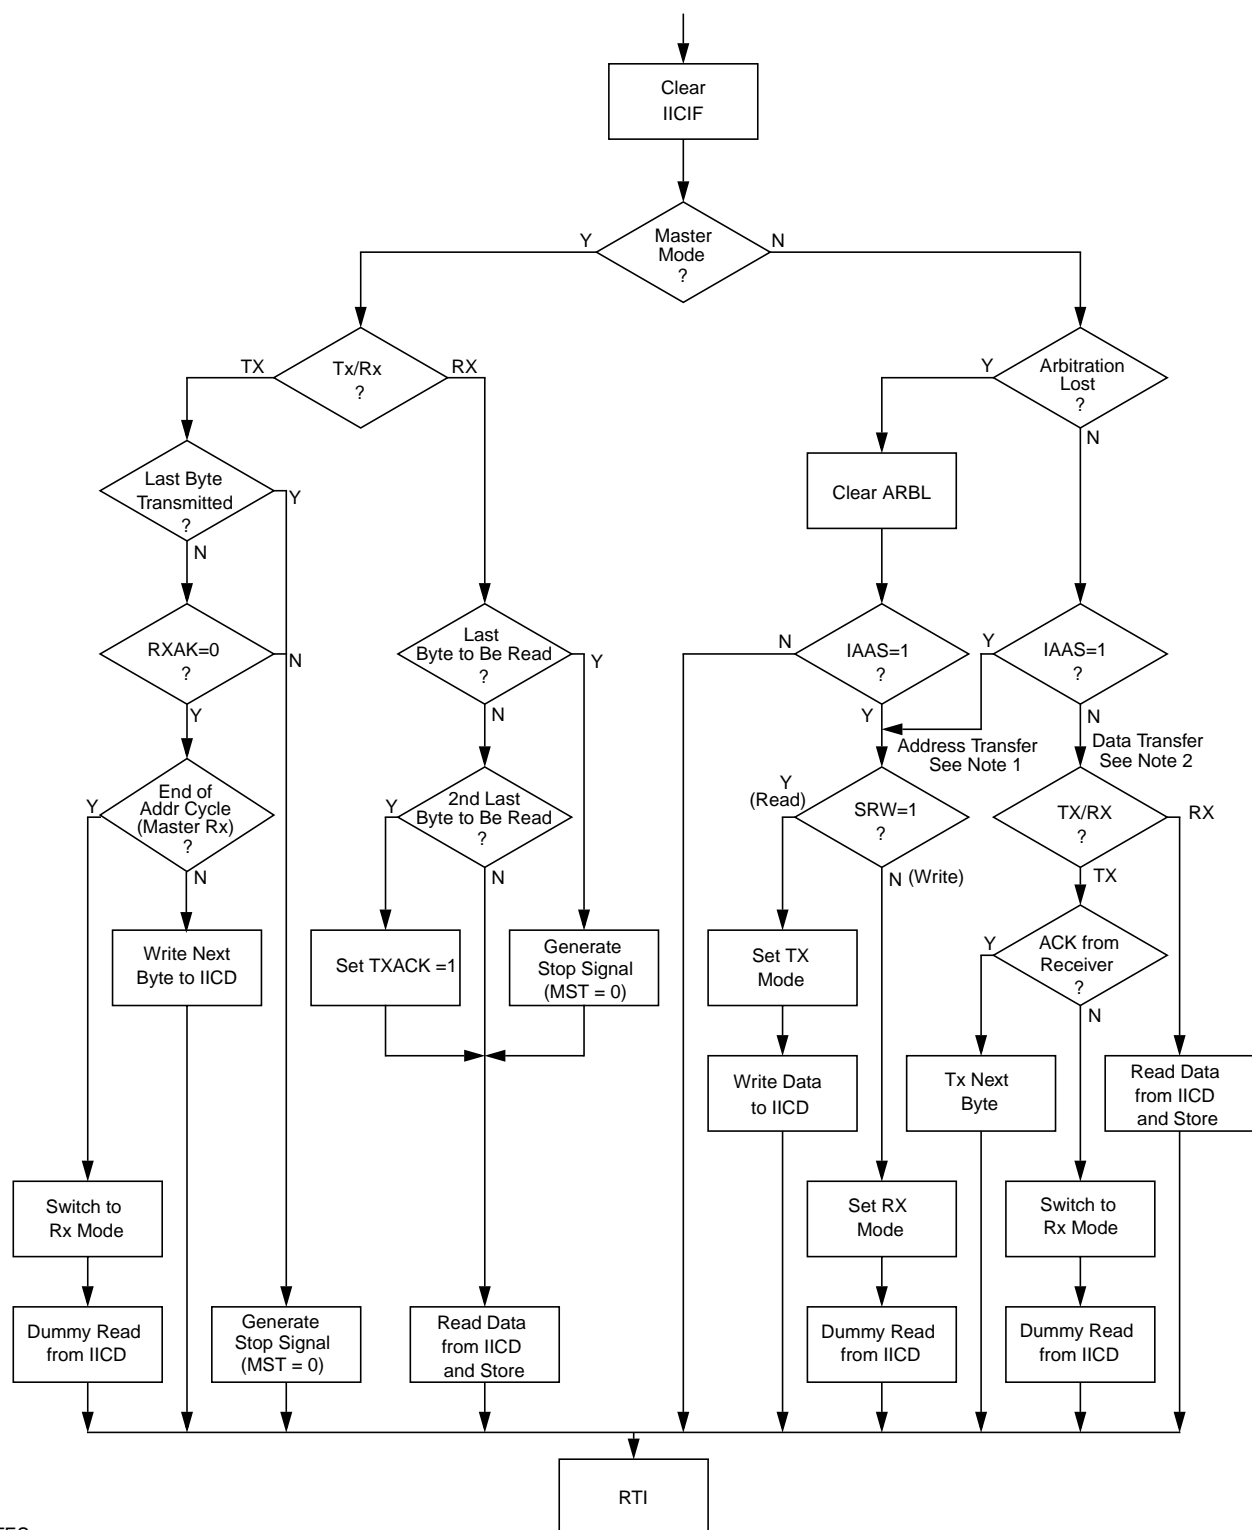 Clear
IICIF
Master
Mode
?
Y
N
Tx/Rx
?
TX
RX
Arbitration
Lost
?
Y
N
Last Byte
Transmitted
?
Y
N
Clear ARBL
RXAK=0
?
N
Y
Last
Byte to Be Read
?
Y
N
IAAS=1
?
N
Y
IAAS=1
?
Y
N
Address Transfer
See Note 1
Data Transfer
See Note 2
End of
Addr Cycle
(Master Rx)
?
Y
N
2nd Last
Byte to Be Read
?
Y
N
Y
(Read)
SRW=1
?
N (Write)
TX/RX
?
RX
TX
Write Next
Byte to IICD
Set TXACK =1
Generate
Stop Signal
(MST = 0)
Set TX
Mode
ACK from
Receiver
?
Y
N
Write Data
to IICD
Tx Next
Byte
Read Data
from IICD
and Store
Switch to
Rx Mode
Set RX
Mode
Switch to
Rx Mode
Dummy Read
from IICD
Generate
Stop Signal
(MST = 0)
Read Data
from IICD
and Store
Dummy Read
from IICD
Dummy Read
from IICD
RTI